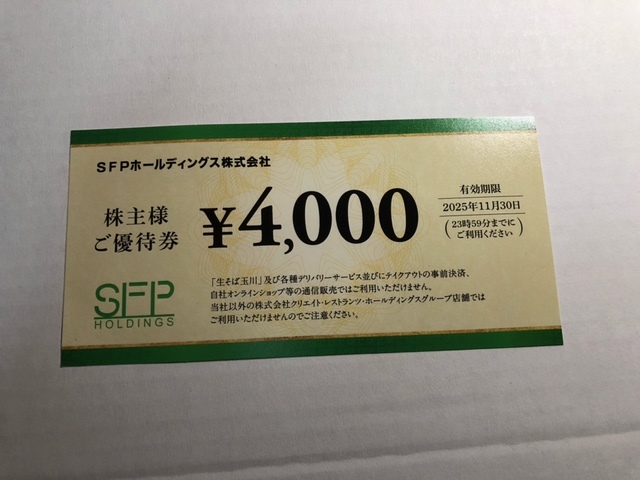 SFPホールディングス株式会社
株主様
ご優待券
¥4,000
有効期限
2025年11月30日
(23時59分までに
ご利用ください)
「生そば玉川」及び各種デリバリーサービス並びにテイクアウトの事前決済、
自社オンラインショップ等の通信販売ではご利用いただけません。
当社以外の株式会社クリエイト・レストランツ・ホールディングスグループ店舗では
ご利用いただけませんのでご注意ください。
SFP
HOLDINGS